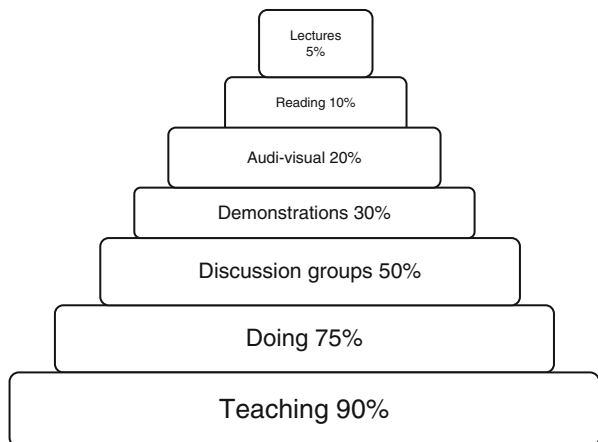 Lectures
5%
Reading 10%
Audi-visual 20%
Demonstrations 30%
Discussion groups 50%
Doing 75%
Teaching 90%